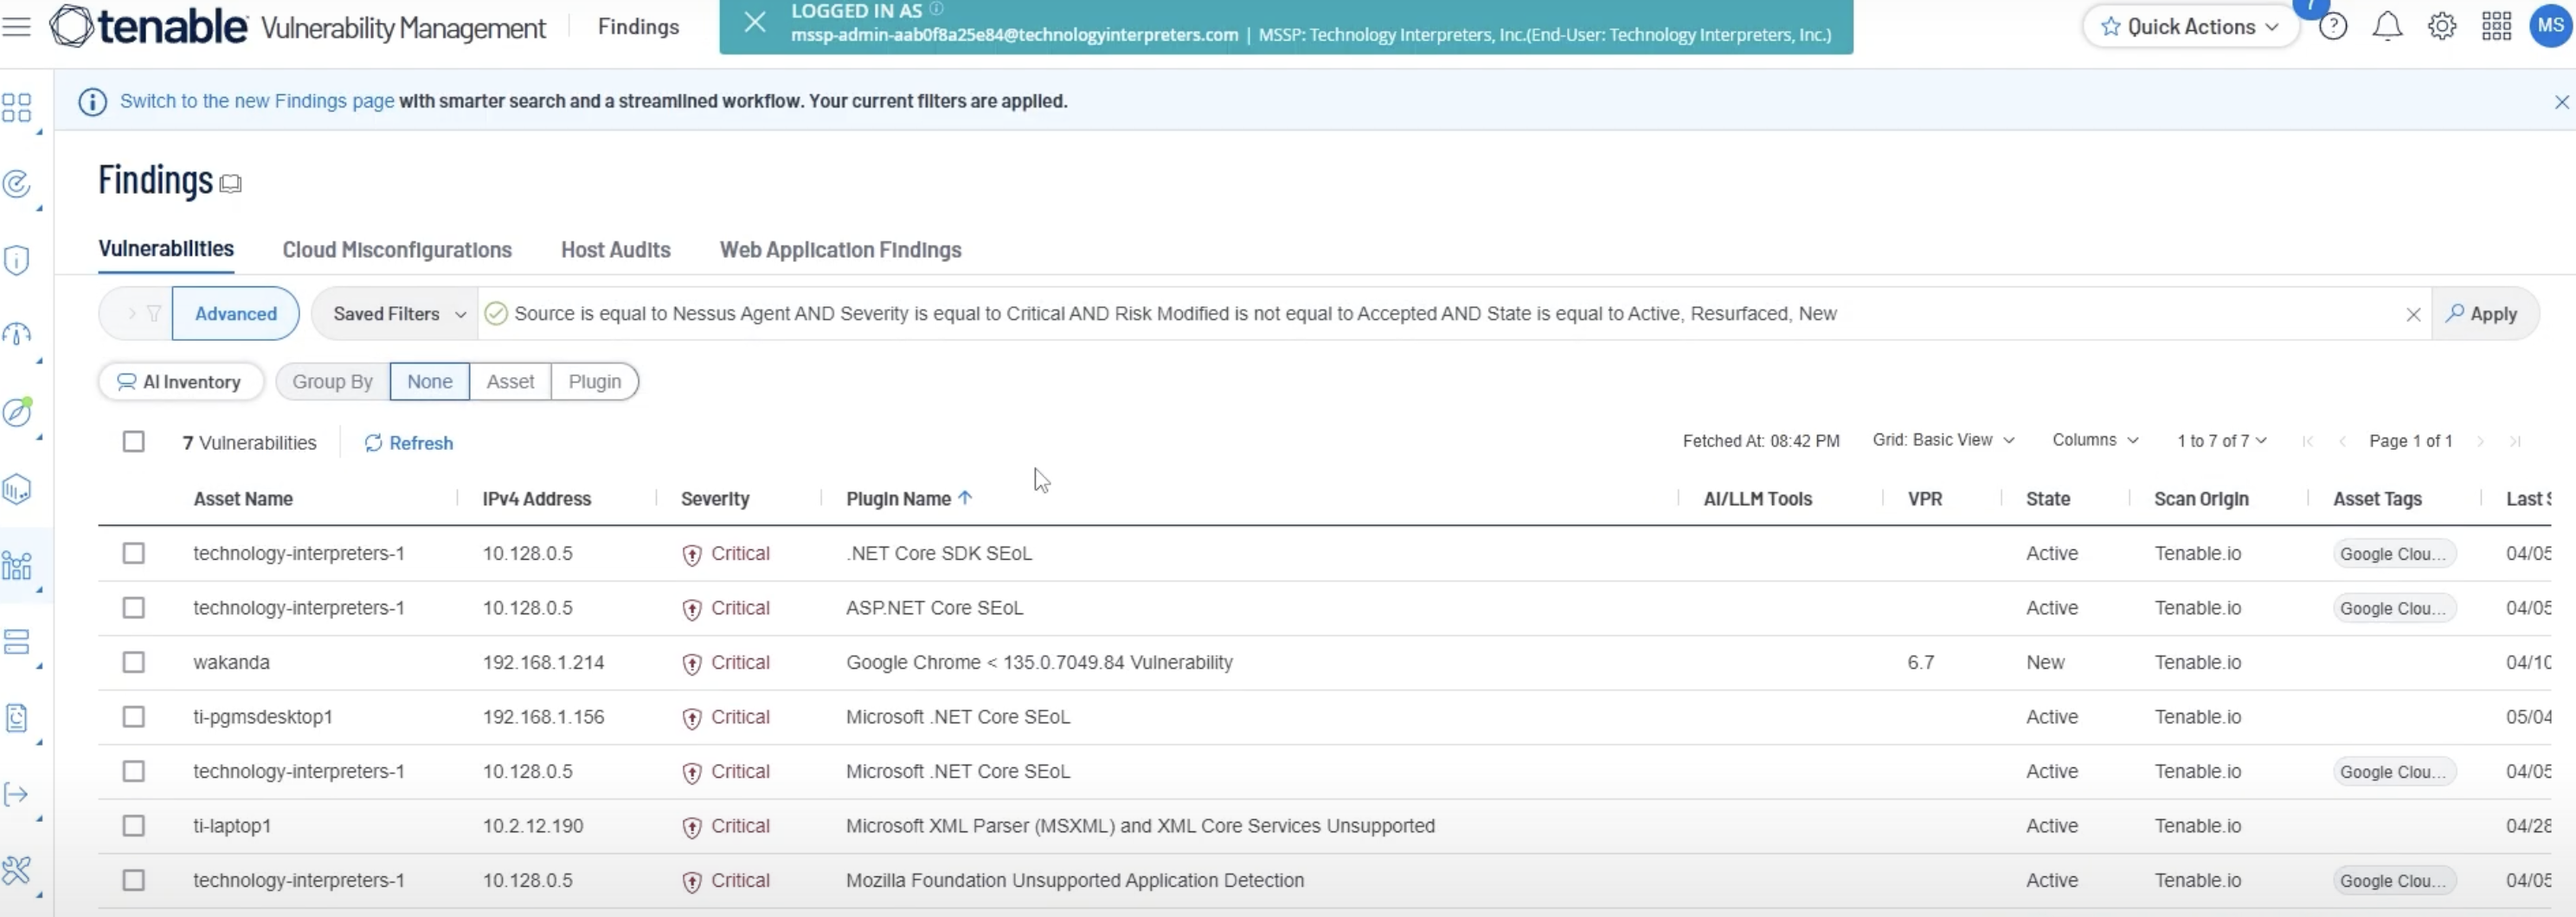 tenable Vulnerability Management Findings
LOGGED IN AS
mssp-admin-aab0f8a25e84@technologyinterpreters.com | MSSP: Technology Interpreters, Inc.(End-User: Technology Interpreters, Inc.)
Quick Actions
7
?
MS
Switch to the new Findings page with smarter search and a streamlined workflow. Your current filters are applied.
Findings
Vulnerabilities Cloud Misconfigurations Host Audits Web Application Findings
Advanced Saved Filters Source is equal to Nessus Agent AND Severity is equal to Critical AND Risk Modified is not equal to Accepted AND State is equal to Active, Resurfaced, New Apply
AI Inventory Group By None Asset Plugin
7 Vulnerabilities Refresh Fetched At: 08:42 PM Grid: Basic View Columns 1 to 7 of 7 Page 1 of 1
Asset Name IPv4 Address Severity Plugin Name AI/LLM Tools VPR State Scan Origin Asset Tags Last
technology-interpreters-1 10.128.0.5 Critical .NET Core SDK SEoL Active Tenable.io Google Clou... 04/05
technology-interpreters-1 10.128.0.5 Critical ASP.NET Core SEoL Active Tenable.io Google Clou... 04/05
wakanda 192.168.1.214 Critical Google Chrome < 135.0.7049.84 Vulnerability 6.7 New Tenable.io 04/10
ti-pgmsdesktop1 192.168.1.156 Critical Microsoft .NET Core SEoL Active Tenable.io 05/04
technology-interpreters-1 10.128.0.5 Critical Microsoft .NET Core SEoL Active Tenable.io Google Clou... 04/05
ti-laptop1 10.2.12.190 Critical Microsoft XML Parser (MSXML) and XML Core Services Unsupported Active Tenable.io 04/28
technology-interpreters-1 10.128.0.5 Critical Mozilla Foundation Unsupported Application Detection Active Tenable.io Google Clou... 04/05